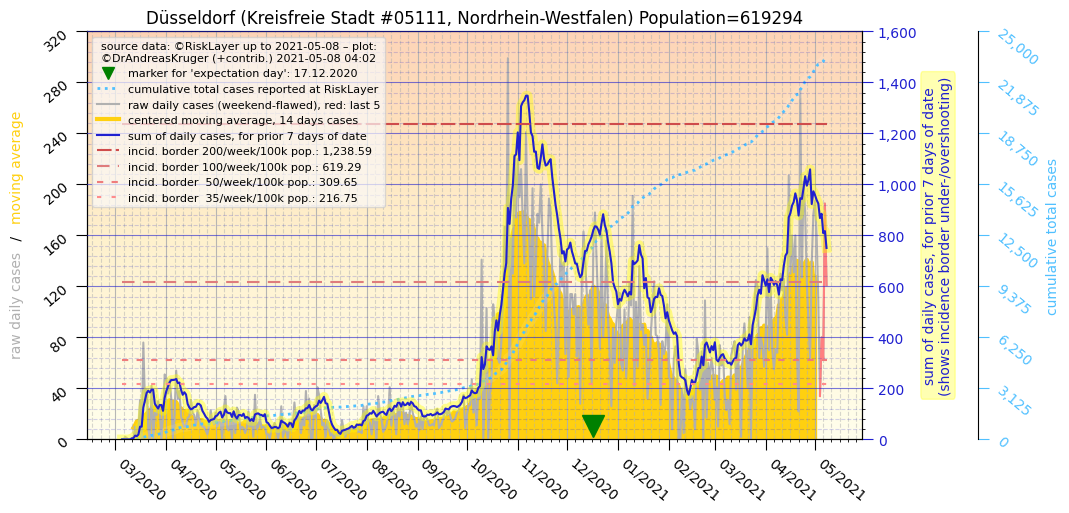 Düsseldorf (Kreisfreie Stadt #05111, Nordrhein-Westfalen) Population=619294
source data: ©RiskLayer up to 2021-05-08 – plot:
©DrAndreasKruger (+contrib.) 2021-05-08 04:02
marker for 'expectation day': 17.12.2020
cumulative total cases reported at RiskLayer
raw daily cases (weekend-flawed), red: last 5
centered moving average, 14 days cases
sum of daily cases, for prior 7 days of date
incid. border 200/week/100k pop.: 1,238.59
incid. border 100/week/100k pop.: 619.29
incid. border  50/week/100k pop.: 309.65
incid. border  35/week/100k pop.: 216.75
raw daily cases / moving average
320
280
240
200
160
120
80
40
0
03/2020
04/2020
05/2020
06/2020
07/2020
08/2020
09/2020
10/2020
11/2020
12/2020
01/2021
02/2021
03/2021
04/2021
05/2021
1,600
1,400
1,200
1,000
800
600
400
200
0
sum of daily cases, for prior 7 days of date
(shows incidence border under-/overshooting)
25,000
21,875
18,750
15,625
12,500
9,375
6,250
3,125
0
cumulative total cases